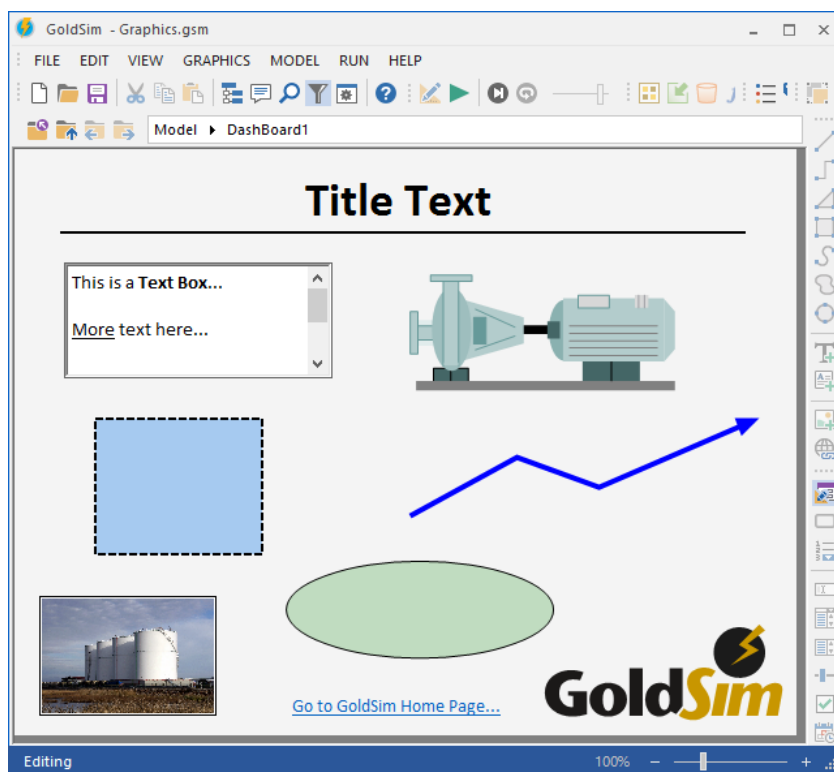 GoldSim - Graphics.gsm
FILE EDIT VIEW GRAPHICS MODEL RUN HELP
Model DashBoard1
Title Text
This is a Text Box...
More text here...
Go to GoldSim Home Page...
GoldSim
Editing
100%